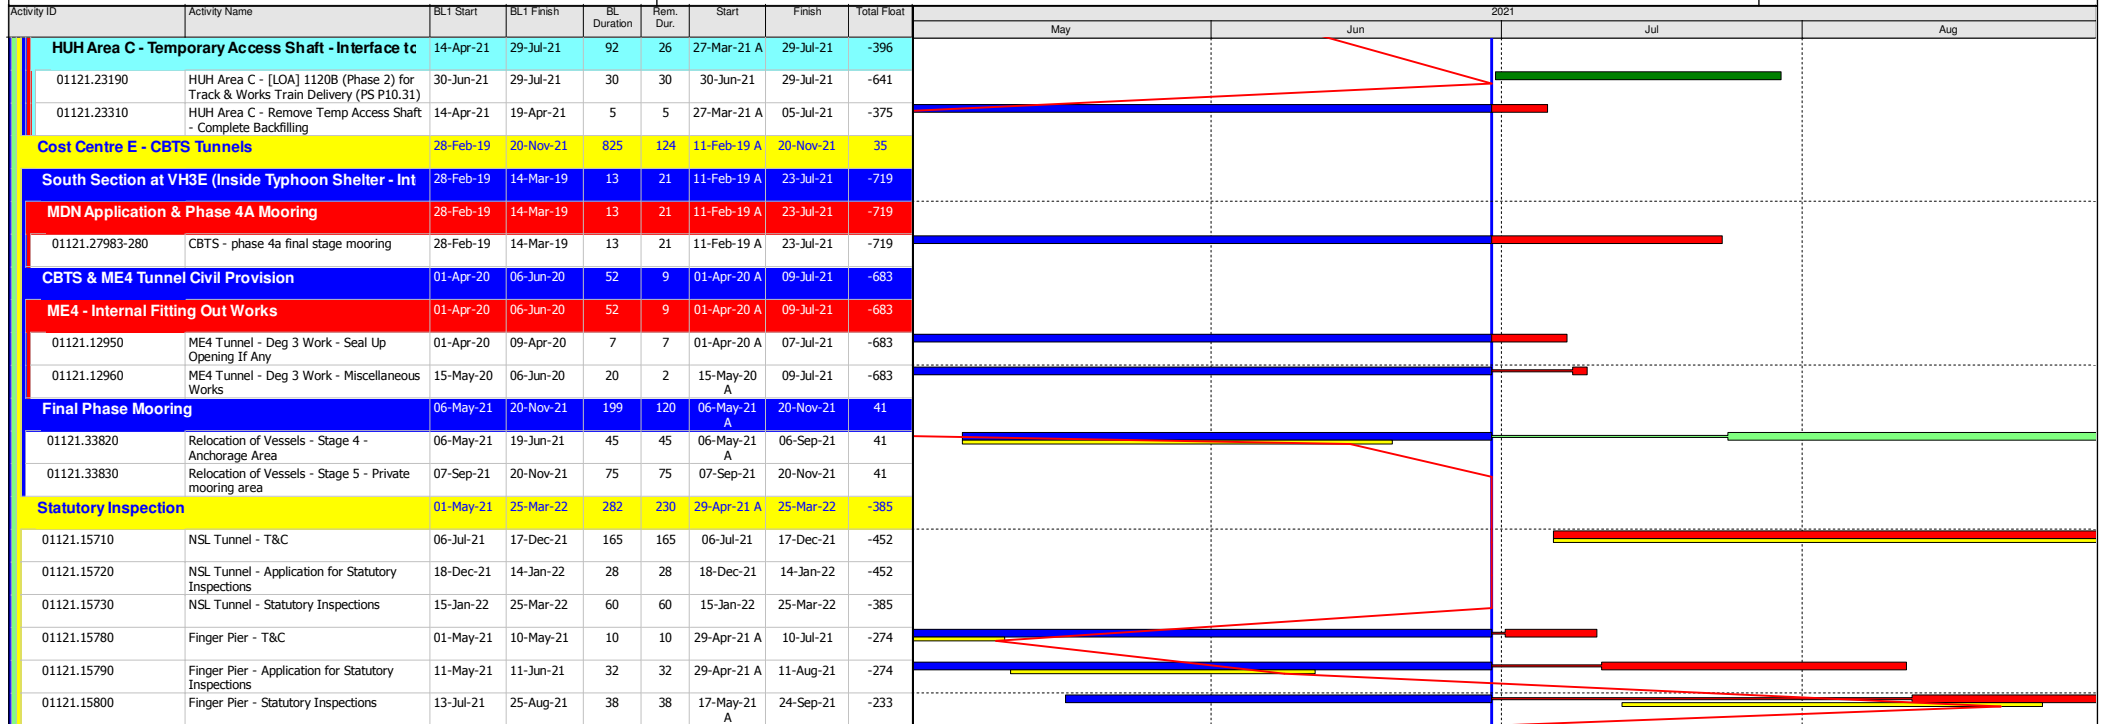 Activity ID Activity Name BL1 Start BL1 Finish BL Duration Rem. Dur. Start Finish Total Float 2021
May Jun Jul Aug
HUH Area C - Temporary Access Shaft - Interface to 14-Apr-21 29-Jul-21 92 26 27-Mar-21 A 29-Jul-21 -396
01121.23190 HUH Area C - [LOA] 1120B (Phase 2) for 30-Jun-21 29-Jul-21 30 30 30-Jun-21 29-Jul-21 -641
Track & Works Train Delivery (PS P10.31)
01121.23310 HUH Area C - Remove Temp Access Shaft 14-Apr-21 19-Apr-21 5 5 27-Mar-21 A 05-Jul-21 -375
- Complete Backfilling
Cost Centre E - CBTS Tunnels 28-Feb-19 20-Nov-21 825 124 11-Feb-19 A 20-Nov-21 35
South Section at VH3E (Inside Typhoon Shelter - Int 28-Feb-19 14-Mar-19 13 21 11-Feb-19 A 23-Jul-21 -719
MDN Application & Phase 4A Mooring 28-Feb-19 14-Mar-19 13 21 11-Feb-19 A 23-Jul-21 -719
01121.27983-280 CBTS - phase 4a final stage mooring 28-Feb-19 14-Mar-19 13 21 11-Feb-19 A 23-Jul-21 -719
CBTS & ME4 Tunnel Civil Provision 01-Apr-20 06-Jun-20 52 9 01-Apr-20 A 09-Jul-21 -683
ME4 - Internal Fitting Out Works 01-Apr-20 06-Jun-20 52 9 01-Apr-20 A 09-Jul-21 -683
01121.12950 ME4 Tunnel - Deg 3 Work - Seal Up 01-Apr-20 09-Apr-20 7 7 01-Apr-20 A 07-Jul-21 -683
Opening If Any
01121.12960 ME4 Tunnel - Deg 3 Work - Miscellaneous 15-May-20 06-Jun-20 20 2 15-May-20 09-Jul-21 -683
Works A
Final Phase Mooring 06-May-21 20-Nov-21 199 120 06-May-21 20-Nov-21 41
A
01121.33820 Relocation of Vessels - Stage 4 - 06-May-21 19-Jun-21 45 45 06-May-21 06-Sep-21 41
Anchorage Area A
01121.33830 Relocation of Vessels - Stage 5 - Private 07-Sep-21 20-Nov-21 75 75 07-Sep-21 20-Nov-21 41
mooring area
Statutory Inspection 01-May-21 25-Mar-22 282 230 29-Apr-21 A 25-Mar-22 -385
01121.15710 NSL Tunnel - T&C 06-Jul-21 17-Dec-21 165 165 06-Jul-21 17-Dec-21 -452
01121.15720 NSL Tunnel - Application for Statutory 18-Dec-21 14-Jan-22 28 28 18-Dec-21 14-Jan-22 -452
Inspections
01121.15730 NSL Tunnel - Statutory Inspections 15-Jan-22 25-Mar-22 60 60 15-Jan-22 25-Mar-22 -385
01121.15780 Finger Pier - T&C 01-May-21 10-May-21 10 10 29-Apr-21 A 10-Jul-21 -274
01121.15790 Finger Pier - Application for Statutory 11-May-21 11-Jun-21 32 32 29-Apr-21 A 11-Aug-21 -274
Inspections
01121.15800 Finger Pier - Statutory Inspections 13-Jul-21 25-Aug-21 38 38 17-May-21 24-Sep-21 -233
A